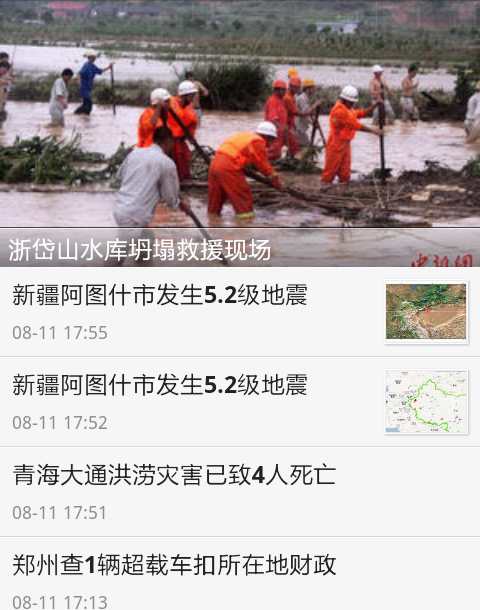 浙岱山水库坍塌救援现场
中新网
新疆阿图什市发生5.2级地震
08-11 17:55
新疆阿图什市发生5.2级地震
08-11 17:52
青海大通洪涝灾害已致4人死亡
08-11 17:51
郑州查1辆超载车扣所在地财政
08-11 17:13